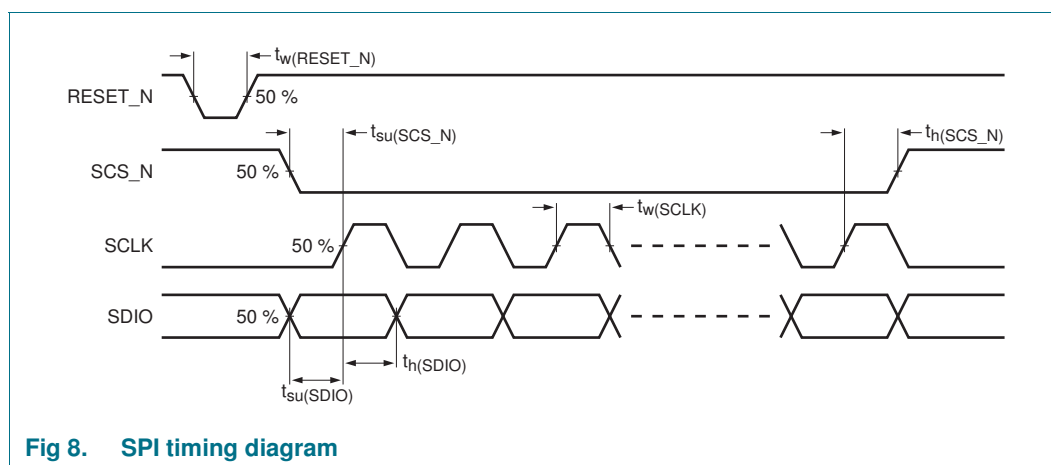 tw(RESET_N)
RESET_N
50 %
tsu(SCS_N)
th(SCS_N)
SCS_N
50 %
tw(SCLK)
SCLK
50 %
SDIO
50 %
th(SDIO)
tsu(SDIO)
Fig 8. SPI timing diagram